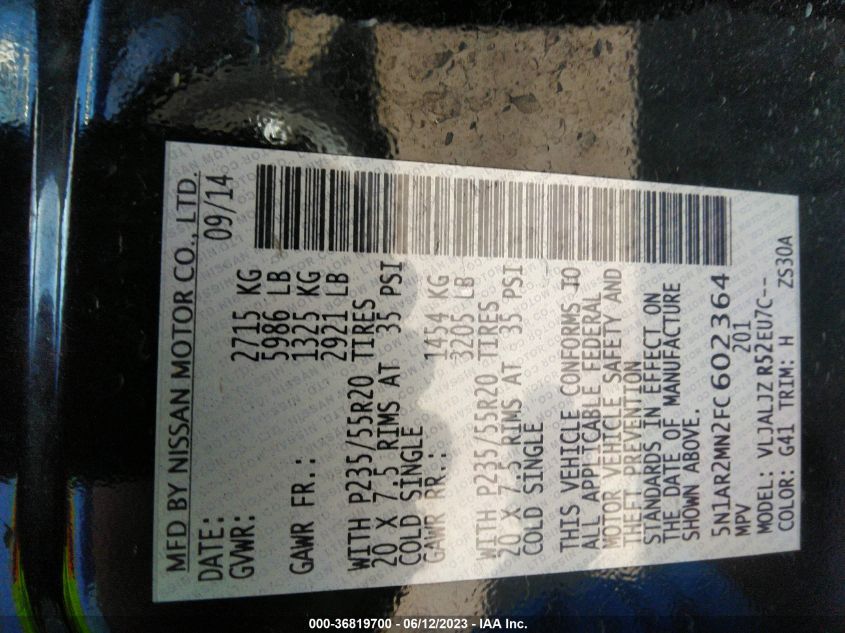 MFD BY NISSAN MOTOR CO., LTD.
DATE: 09/14
GVWR: 2715 KG
5986 LB
GAWR FR.: 1325 KG
2921 LB
WITH P235/55R20 TIRES
20 X 7.5 RIMS AT 35 PSI
COLD SINGLE
GAWR RR.: 1454 KG
3205 LB
WITH P235/55R20 TIRES
20 X 7.5 RIMS AT 35 PSI
COLD SINGLE
THIS VEHICLE CONFORMS TO
ALL APPLICABLE FEDERAL
MOTOR VEHICLE SAFETY AND
THEFT PREVENTION
STANDARDS IN EFFECT ON
THE DATE OF MANUFACTURE
SHOWN ABOVE.
5N1AR2MN2FC602364
MPV 201
MODEL: VLJALJZ R52EU7C--
COLOR: G41 TRIM: H ZS30A
000-36819700 - 06/12/2023 - IAA Inc.